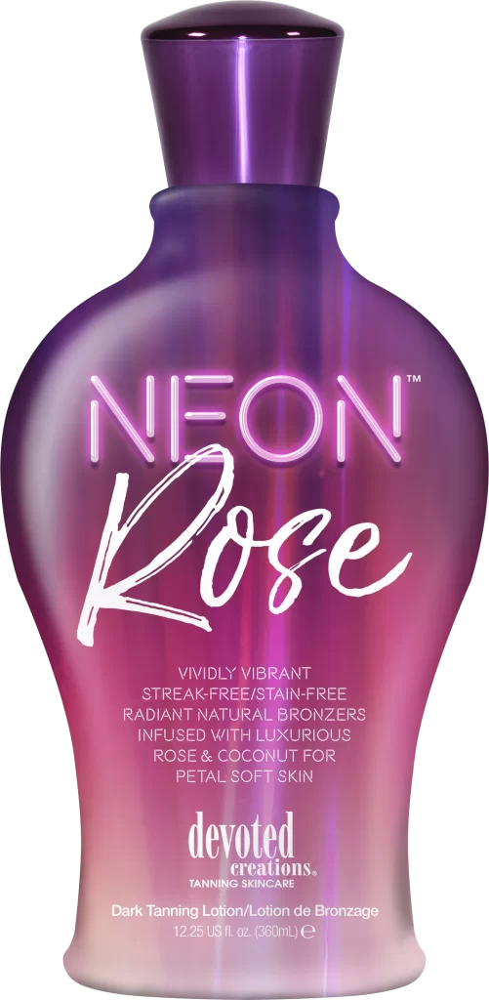 NEON™
Rose
VIVIDLY VIBRANT
STREAK-FREE/STAIN-FREE
RADIANT NATURAL BRONZERS
INFUSED WITH LUXURIOUS
ROSE & COCONUT FOR
PETAL SOFT SKIN
devoted
creations®
TANNING SKINCARE
Dark Tanning Lotion/Lotion de Bronzage
12.25 US fl. oz. (360mL) ℮